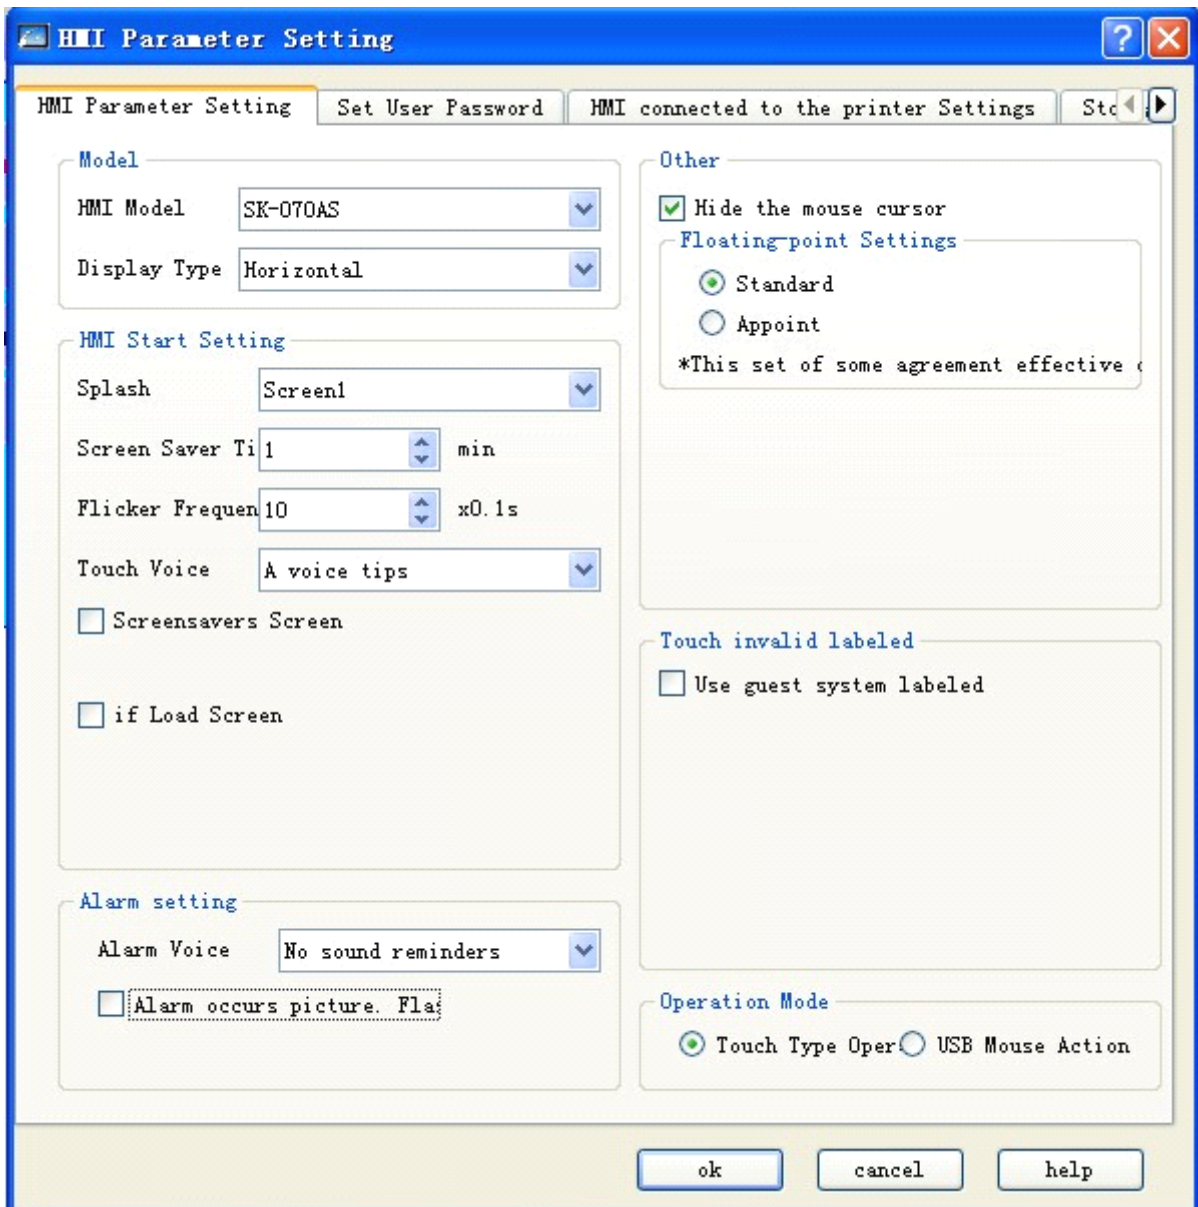 HMI Parameter Setting
HMI Parameter Setting
Set User Password
HMI connected to the printer Settings
Model
HMI Model
SK-070AS
Display Type
Horizontal
HMI Start Setting
Splash
Screen1
Screen Saver Ti
1
min
Flicker Frequen
10
x0.1s
Touch Voice
A voice tips
Screensavers Screen
if Load Screen
Alarm setting
Alarm Voice
No sound reminders
Alarm occurs picture. Fla
Other
Hide the mouse cursor
Floating-point Settings
Standard
Appoint
*This set of some agreement effective
Touch invalid labeled
Use guest system labeled
Operation Mode
Touch Type Oper
USB Mouse Action
ok
cancel
help